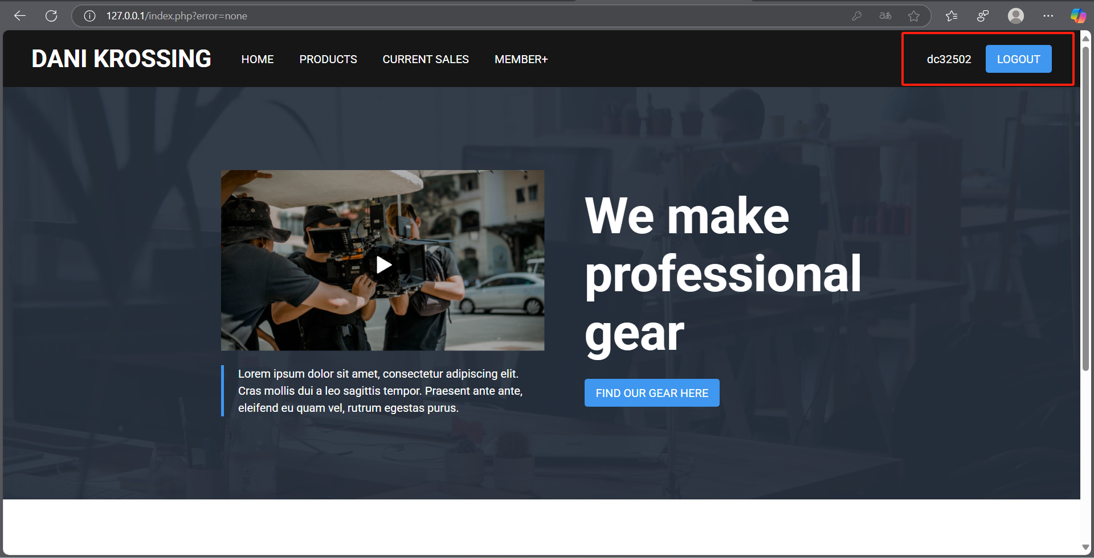 127.0.0.1/index.php?error=none
DANI KROSSING HOME PRODUCTS CURRENT SALES MEMBER+ dc32502 LOGOUT
We make
professional
gear
Lorem ipsum dolor sit amet, consectetur adipiscing elit.
Cras mollis dui a leo sagittis tempor. Praesent ante ante,
eleifend eu quam vel, rutrum egestas purus.
FIND OUR GEAR HERE